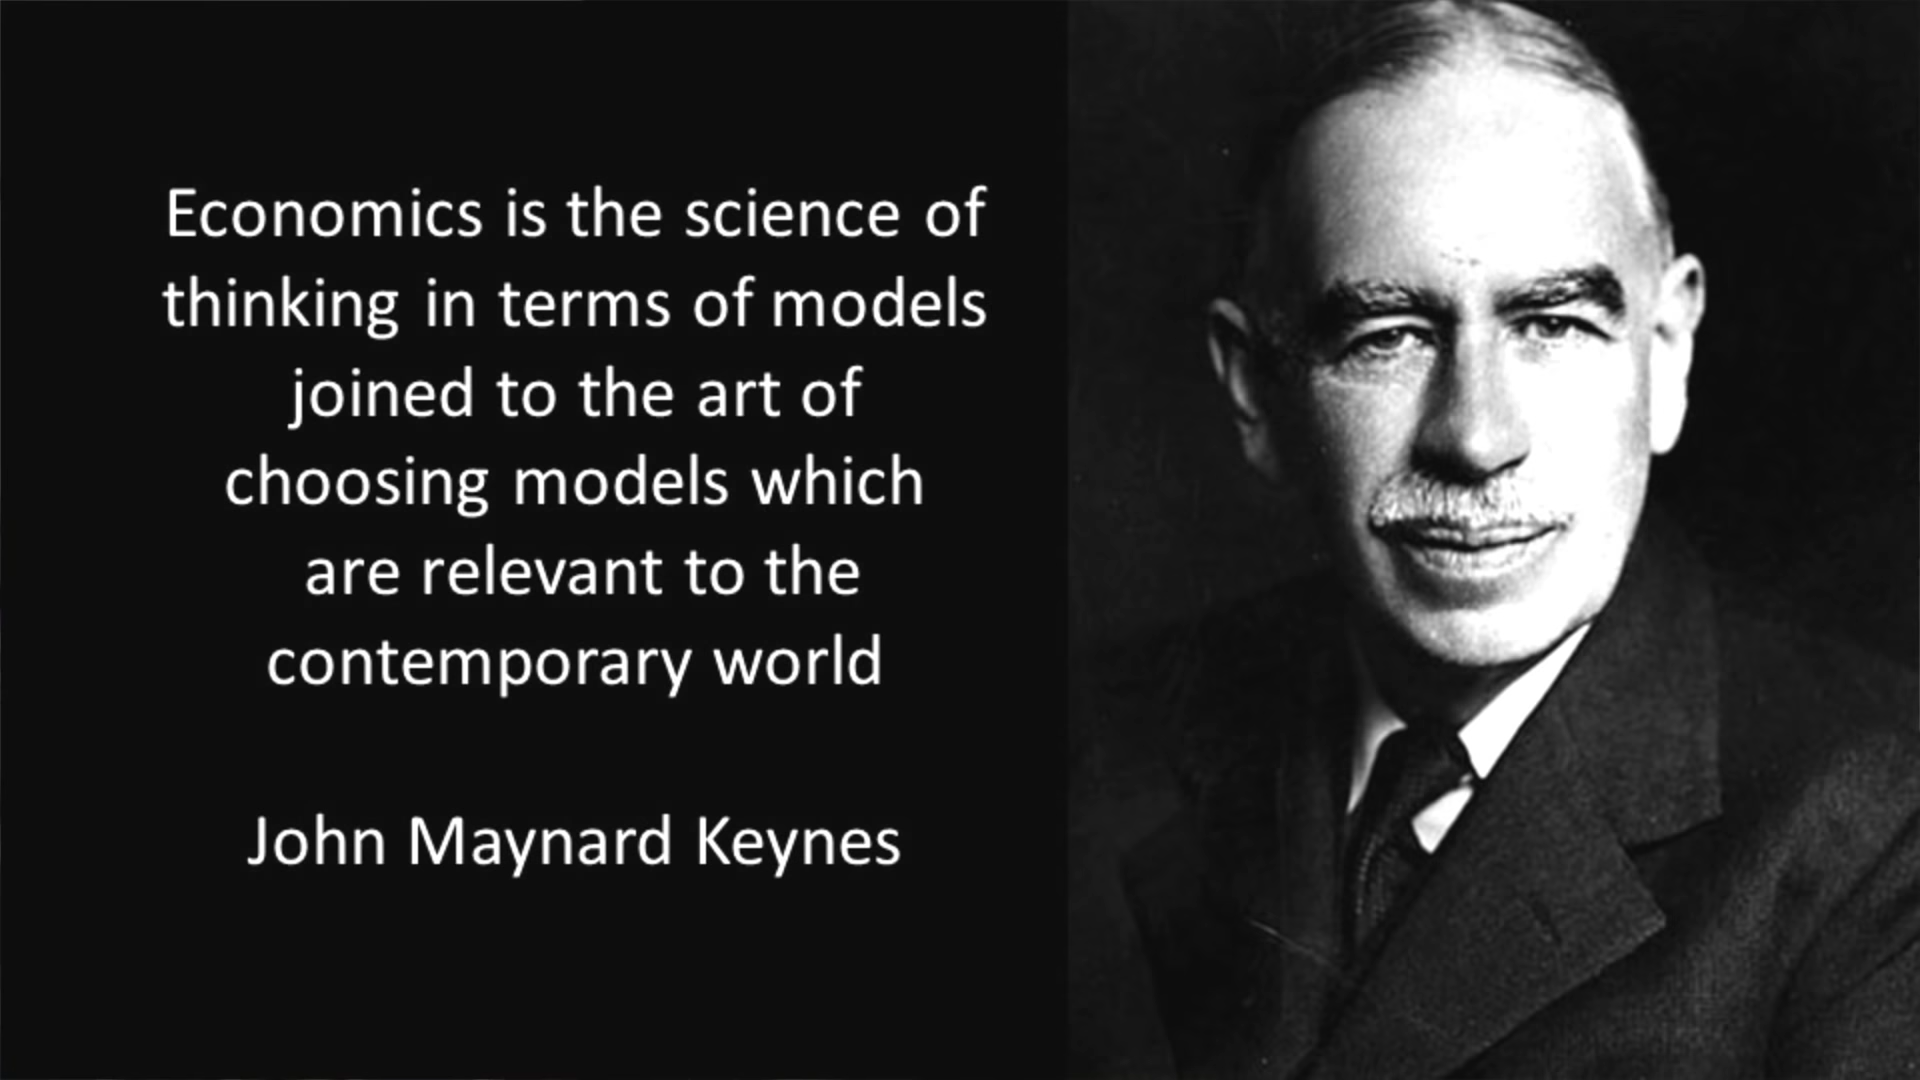 Economics is the science of
thinking in terms of models
joined to the art of
choosing models which
are relevant to the
contemporary world
John Maynard Keynes